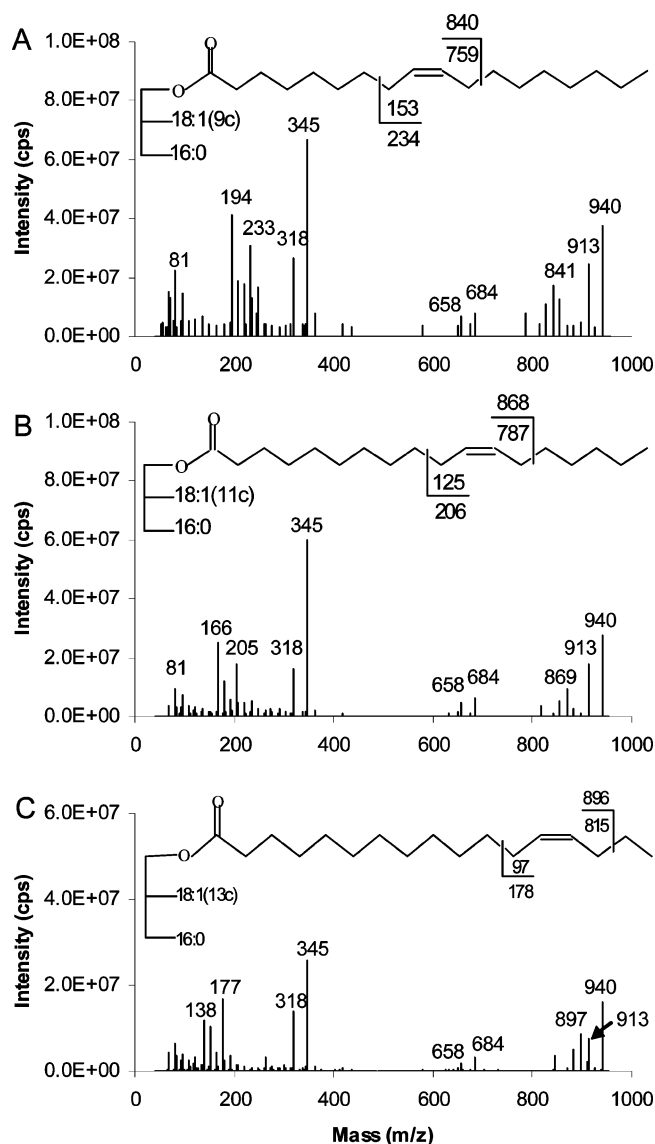 A
1.0E+08
8.0E+07
6.0E+07
4.0E+07
2.0E+07
0.0E+00
Intensity (cps)
O
O
18:1(9c)
16:0
840
759
153
234
345
194
233
318
81
658
684
841
913
940
0
200
400
600
800
1000
B
1.0E+08
8.0E+07
6.0E+07
4.0E+07
2.0E+07
0.0E+00
Intensity (cps)
O
O
18:1(11c)
16:0
868
787
125
206
345
166
205
318
81
658
684
869
913
940
0
200
400
600
800
1000
C
6.0E+07
4.0E+07
2.0E+07
0.0E+00
Intensity (cps)
O
O
18:1(13c)
16:0
896
815
97
178
345
177
138
318
658
684
897
940
913
0
200
400
600
800
1000
Mass (m/z)